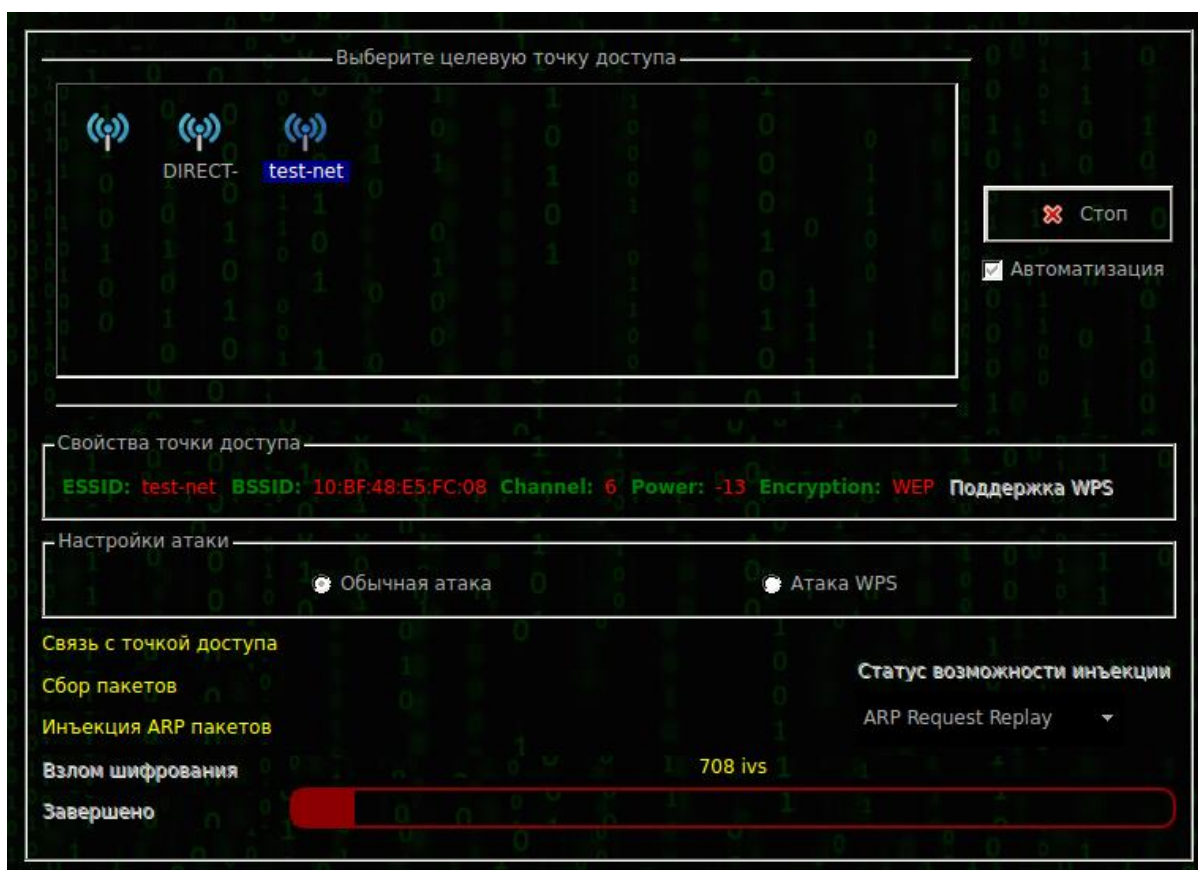 Выберите целевую точку доступа
DIRECT- test-net
Стоп
Автоматизация
Свойства точки доступа
ESSID: test-net BSSID: 10:BF:48:E5:FC:08 Channel: 6 Power: -13 Encryption: WEP Поддержка WPS
Настройки атаки
Обычная атака Атака WPS
Связь с точкой доступа
Статус возможности инъекции
Сбор пакетов
ARP Request Replay
Инъекция ARP пакетов
708 ivs
Взлом шифрования
Завершено